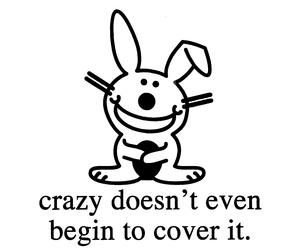 crazy doesn't even
begin to cover it.